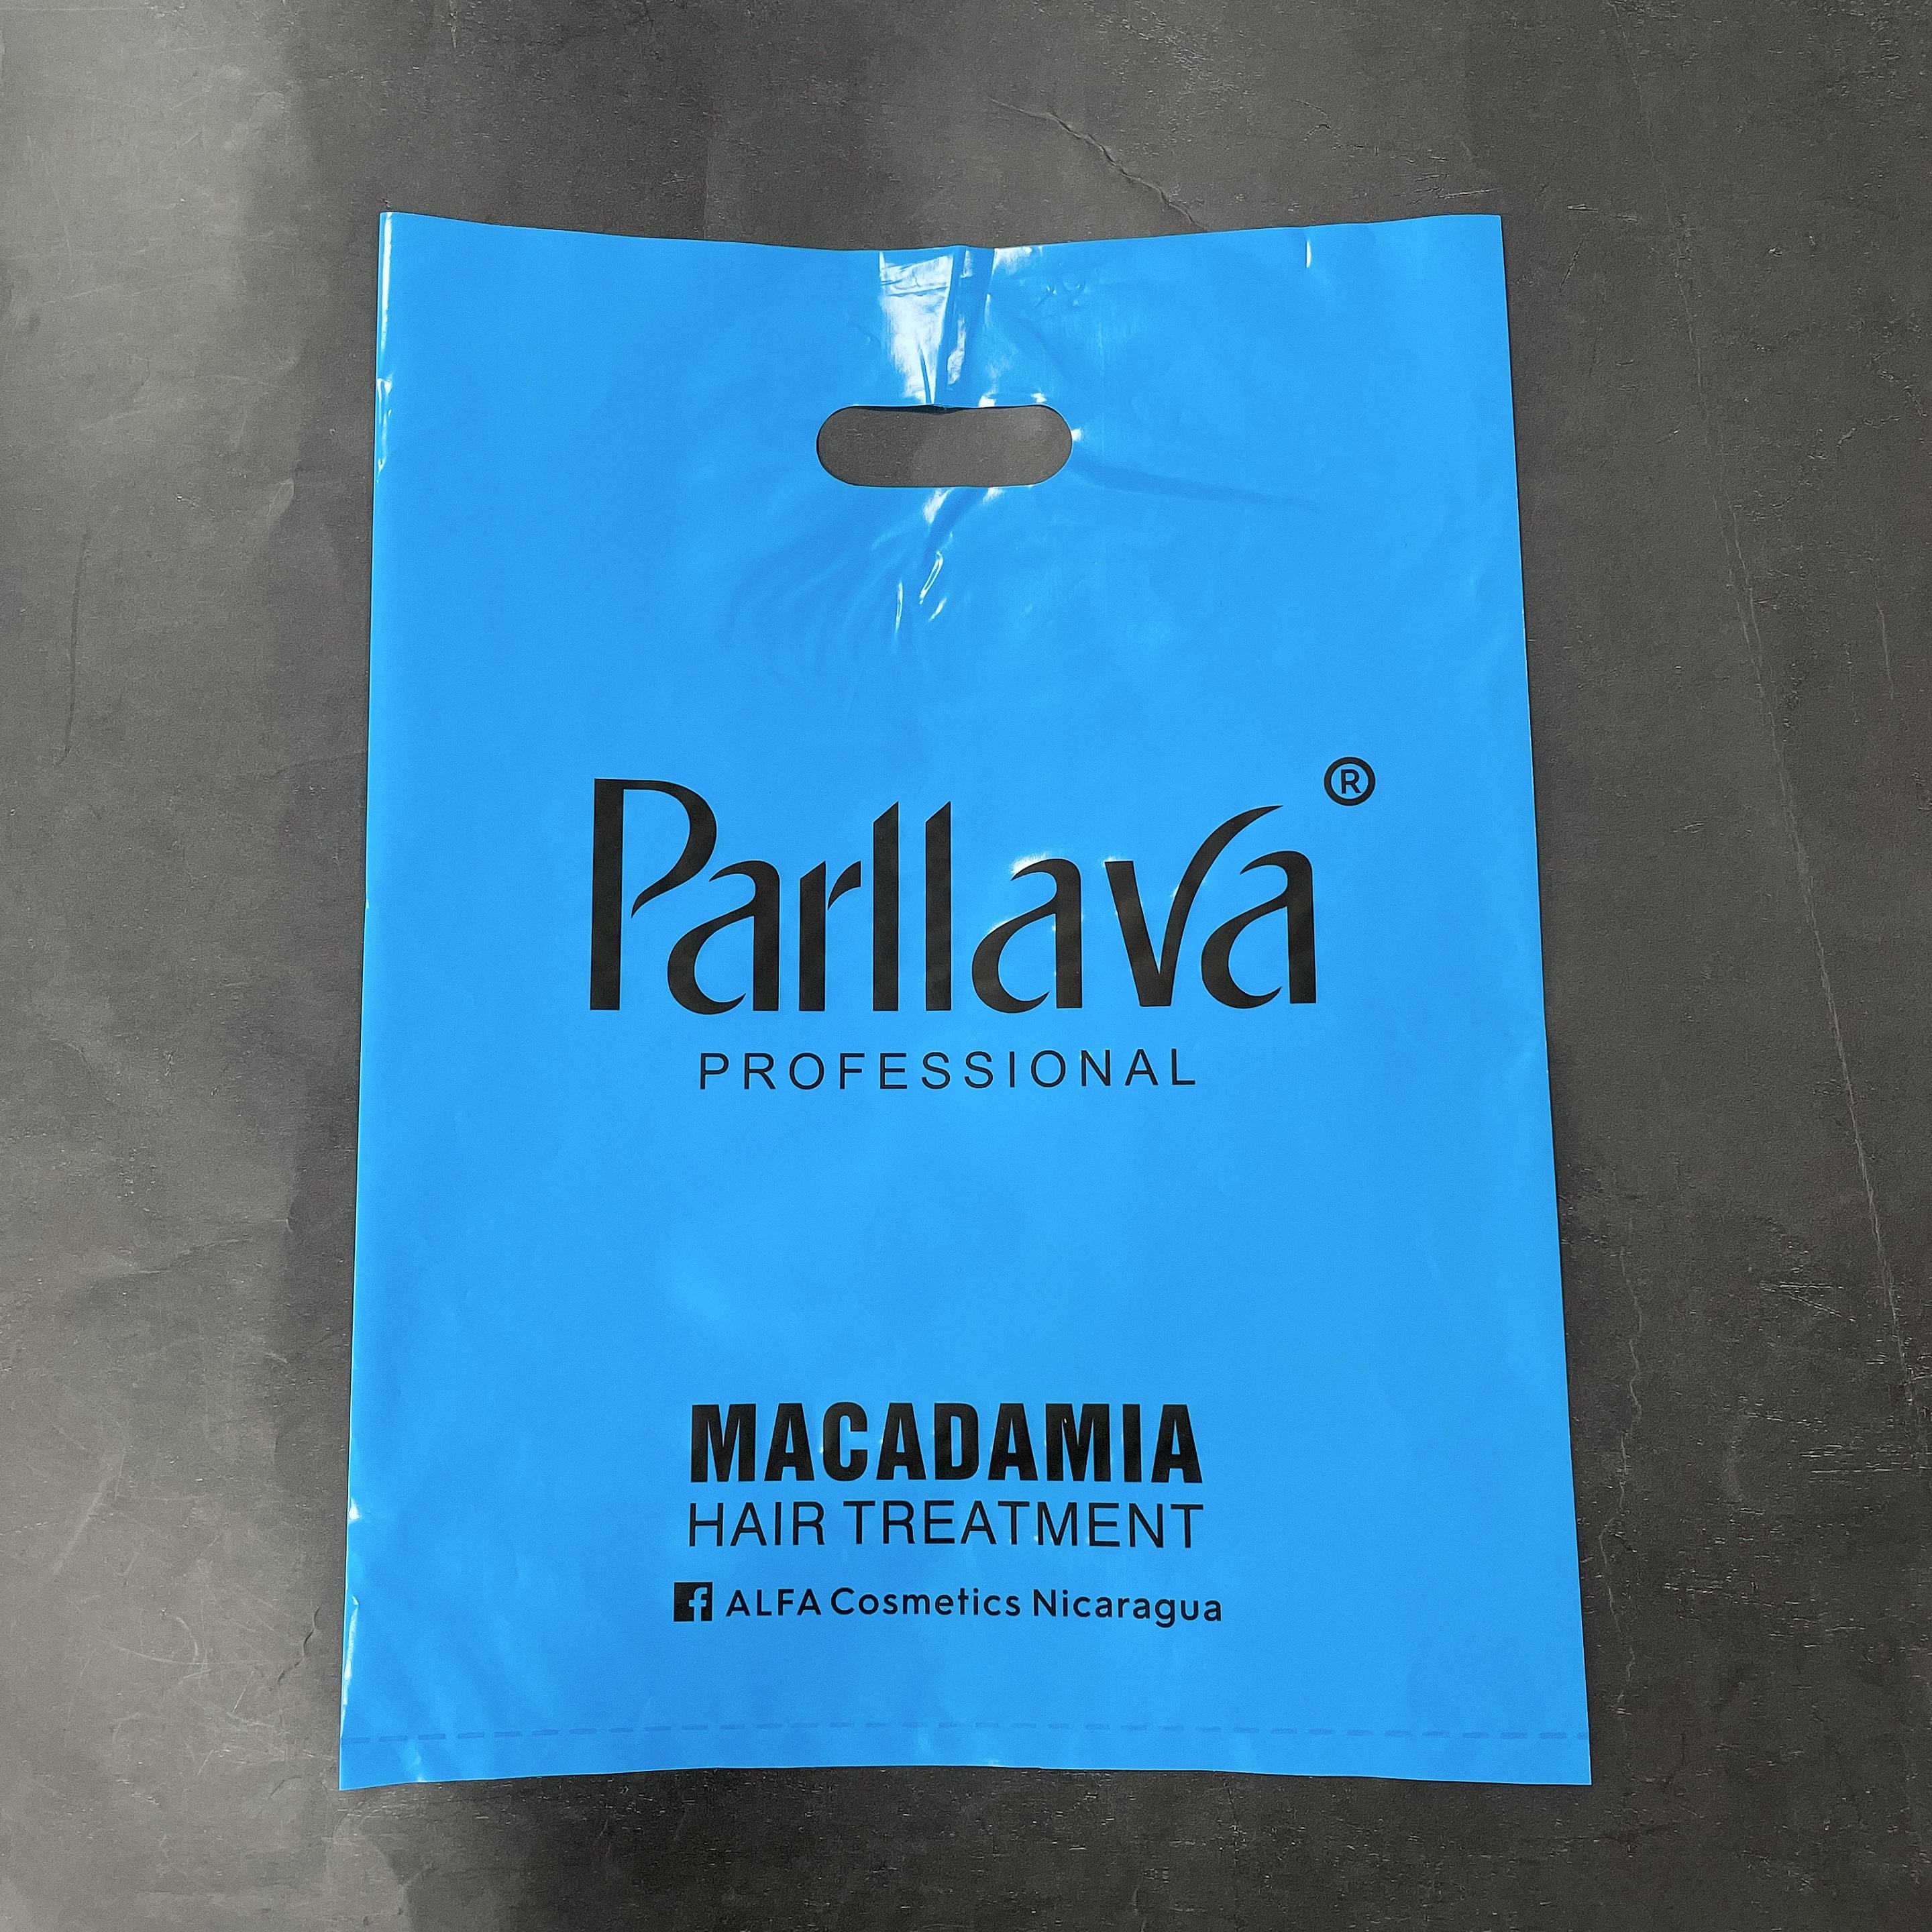 Parllava®
PROFESSIONAL
MACADAMIA
HAIR TREATMENT
f ALFA Cosmetics Nicaragua